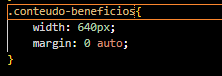 .conteudo-beneficios{
    width: 640px;
    margin: 0 auto;
}